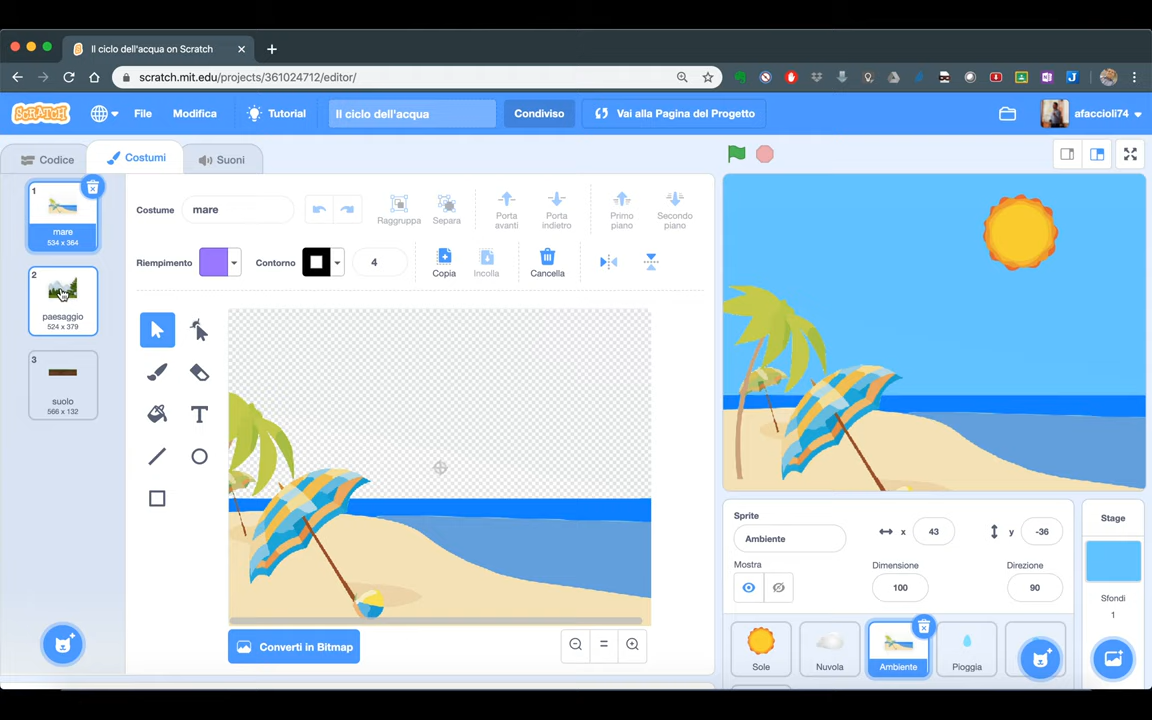 Il ciclo dell'acqua on Scratch
scratch.mit.edu/projects/361024712/editor/
SCRATCH
File
Modifica
Tutorial
Il ciclo dell'acqua
Condiviso
Vai alla Pagina del Progetto
afaccioli74
Codice
Costumi
Suoni
1
mare
534 x 364
2
paesaggio
524 x 379
3
suolo
566 x 132
Costume
mare
Raggruppa
Separa
Porta avanti
Porta indietro
Primo piano
Secondo piano
Riempimento
Contorno
4
Copia
Incolla
Cancella
T
Converti in Bitmap
Sprite
Ambiente
x
43
y
-36
Mostra
Dimensione
100
Direzione
90
Sole
Nuvola
Ambiente
Pioggia
Stage
Sfondi
1